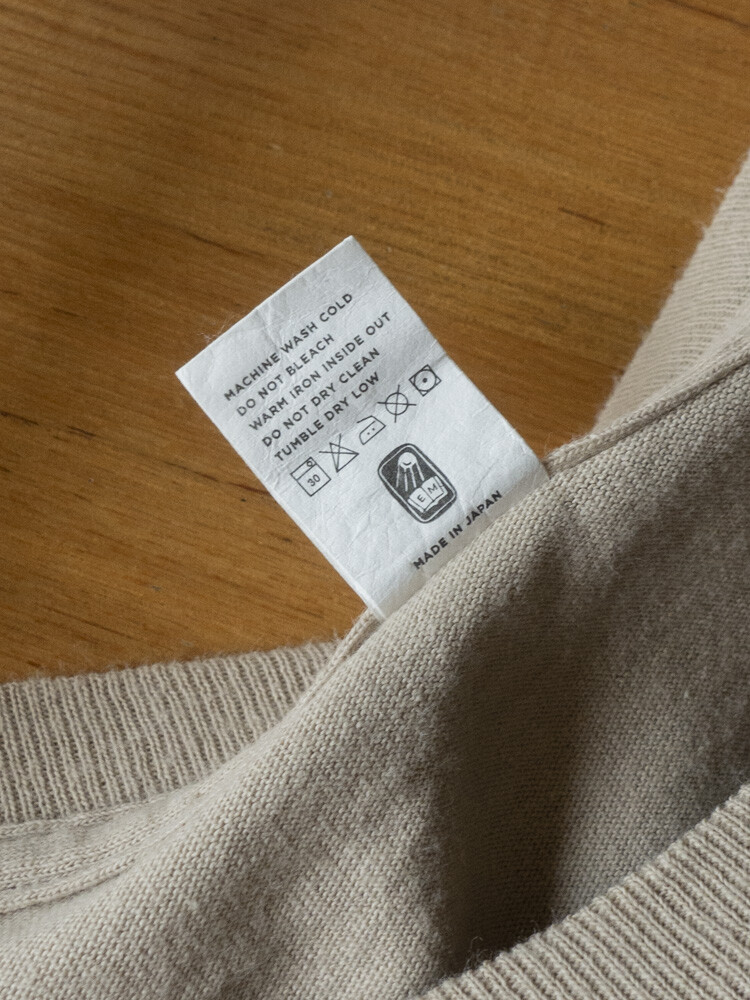 MACHINE WASH COLD
DO NOT BLEACH
WARM IRON INSIDE OUT
DO NOT DRY CLEAN
TUMBLE DRY LOW
30
E M
MADE IN JAPAN